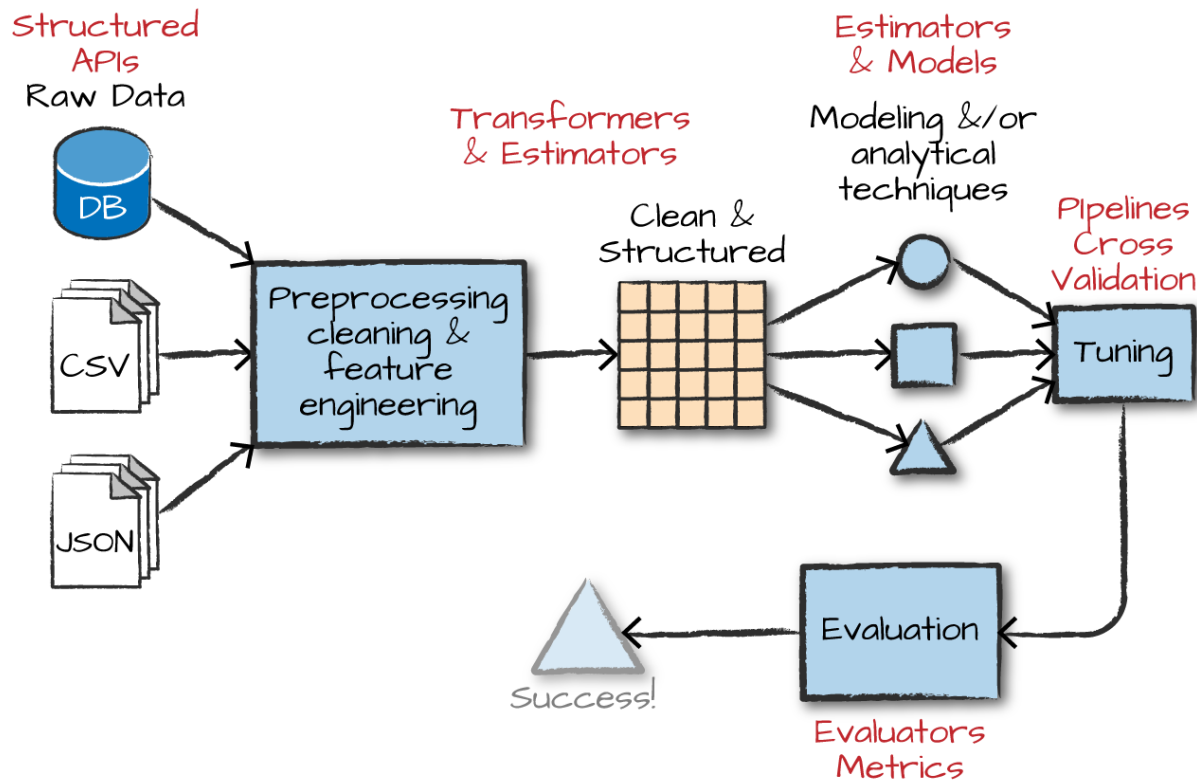 Structured
APIs
Raw Data
DB
CSV
JSON
Preprocessing
cleaning &
feature
engineering
Transformers
& Estimators
Clean &
Structured
Estimators
& Models
Modeling &/or
analytical
techniques
PIpelines
Cross
Validation
Tuning
Evaluation
Evaluators
Metrics
Success!